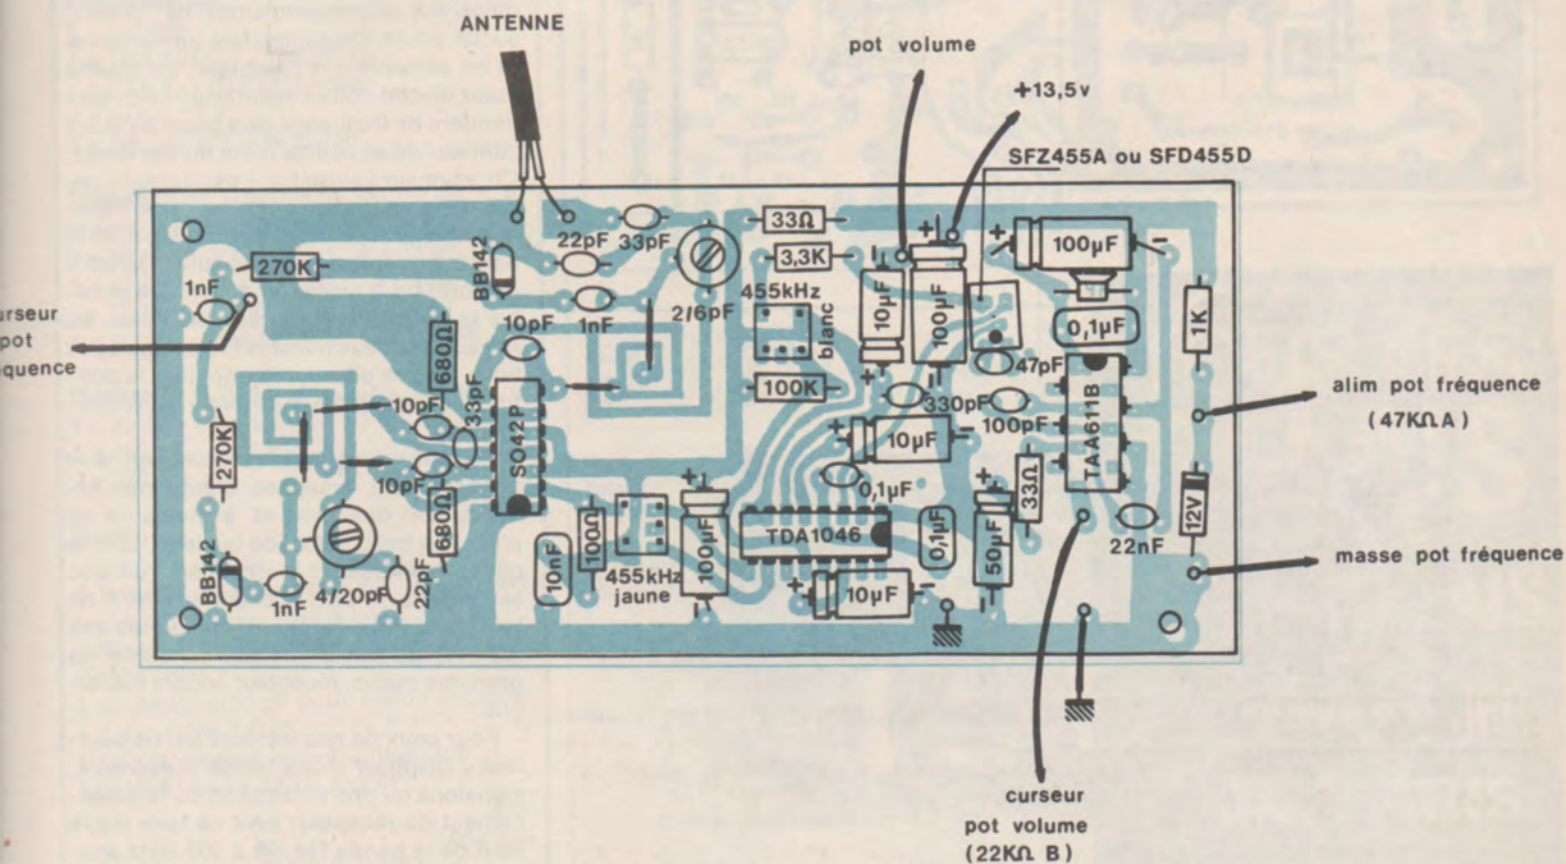 ANTENNE
pot volume
+13,5v
SFZ455A ou SFD455D
22pF
33pF
33Ω
3,3K
+
+
100µF
-
270K
1nF
BB142
10pF
1nF
2/6pF
455kHz
blanc
-
10µF
+
100µF
-
0,1µF
1K
pot
680Ω
33pF
10pF
10pF
SO42P
100K
47pF
330pF
100pF
TAA611B
alim pot fréquence
(47KΩA)
270K
680Ω
+
10µF
-
0,1µF
33Ω
12V
22nF
BB142
1nF
4/20pF
22pF
10nF
100Ω
455kHz
jaune
+
100µF
-
TDA1046
0,1µF
+
50µF
-
+
10µF
-
masse pot fréquence
curseur
pot volume
(22KΩ B)